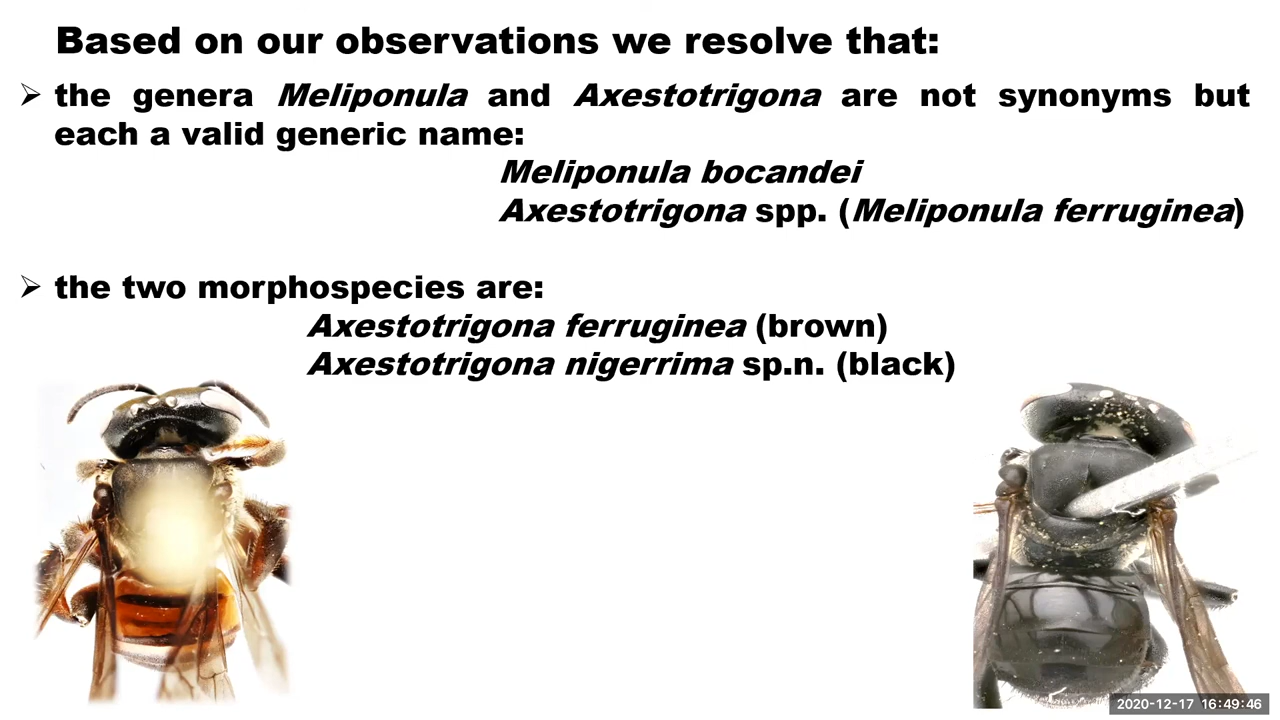 Based on our observations we resolve that:
➢ the genera Meliponula and Axestotrigona are not synonyms but
each a valid generic name:
Meliponula bocandei
Axestotrigona spp. (Meliponula ferruginea)
➢ the two morphospecies are:
Axestotrigona ferruginea (brown)
Axestotrigona nigerrima sp.n. (black)
2020-12-17 16:49:46